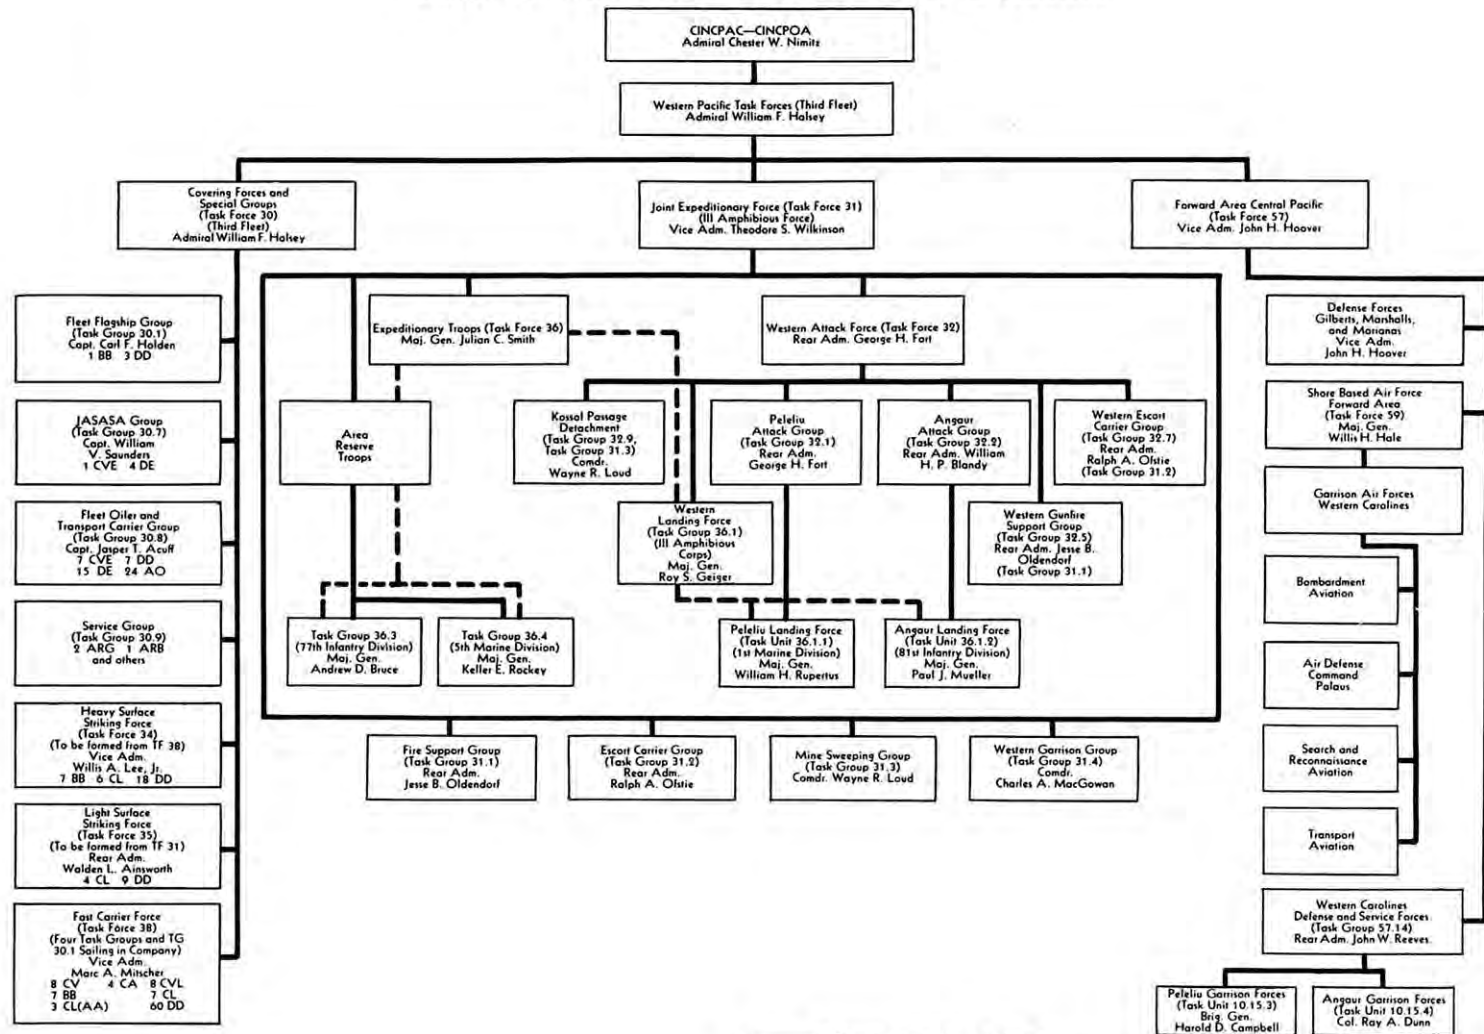 CINCPAC—CINCPOA
Admiral Chester W. Nimitz
Western Pacific Task Forces (Third Fleet)
Admiral William F. Halsey
Covering Forces and
Special Groups
(Task Force 30)
(Third Fleet)
Admiral William F. Halsey
Joint Expeditionary Force (Task Force 31)
(III Amphibious Force)
Vice Adm. Theodore S. Wilkinson
Forward Area Central Pacific
(Task Force 57)
Vice Adm. John H. Hoover
Fleet Flagship Group
(Task Group 30.1)
Capt. Carl F. Holden
1 BB 3 DD
JASASA Group
(Task Group 30.7)
Capt. William
V. Saunders
1 CVE 4 DE
Fleet Oiler and
Transport Carrier Group
(Task Group 30.8)
Capt. Jasper T. Acuff
7 CVE 7 DD
15 DE 24 AO
Service Group
(Task Group 30.9)
2 ARG 1 ARB
and others
Heavy Surface
Striking Force
(Task Force 34)
(To be formed from TF 38)
Vice Adm.
Willis A. Lee, Jr.
7 BB 6 CL 18 DD
Light Surface
Striking Force
(Task Force 35)
(To be formed from TF 31)
Rear Adm.
Walden L. Ainsworth
4 CL 9 DD
Fast Carrier Force
(Task Force 38)
(Four Task Groups and TG
30.1 Sailing in Company)
Vice Adm.
Marc A. Mitscher
8 CV 4 CA 8 CVL
7 BB 7 CL
3 CL(AA) 60 DD
Expeditionary Troops (Task Force 36)
Maj. Gen. Julian C. Smith
Western Attack Force (Task Force 32)
Rear Adm. George H. Fort
Area
Reserve
Troops
Kossol Passage
Detachment
(Task Group 32.9,
Task Group 31.3)
Comdr.
Wayne R. Loud
Peleliu
Attack Group
(Task Group 32.1)
Rear Adm.
George H. Fort
Angaur
Attack Group
(Task Group 32.2)
Rear Adm. William
H. P. Blandy
Western Escort
Carrier Group
(Task Group 32.7)
Rear Adm.
Ralph A. Ofstie
(Task Group 31.2)
Western
Landing Force
(Task Group 36.1)
(III Amphibious
Corps)
Maj. Gen.
Roy S. Geiger
Western Gunfire
Support Group
(Task Group 32.5)
Rear Adm. Jesse B.
Oldendorf
(Task Group 31.1)
Task Group 36.3
(77th Infantry Division)
Maj. Gen.
Andrew D. Bruce
Task Group 36.4
(5th Marine Division)
Maj. Gen.
Keller E. Rockey
Peleliu Landing Force
(Task Unit 36.1.1)
(1st Marine Division)
Maj. Gen.
William H. Rupertus
Angaur Landing Force
(Task Unit 36.1.2)
(81st Infantry Division)
Maj. Gen.
Paul J. Mueller
Fire Support Group
(Task Group 31.1)
Rear Adm.
Jesse B. Oldendorf
Escort Carrier Group
(Task Group 31.2)
Rear Adm.
Ralph A. Ofstie
Mine Sweeping Group
(Task Group 31.3)
Comdr. Wayne R. Loud
Western Garrison Group
(Task Group 31.4)
Comdr.
Charles A. MacGowan
Defense Forces
Gilberts, Marshalls,
and Marianas
Vice Adm.
John H. Hoover
Shore Based Air Force
Forward Area
(Task Force 59)
Maj. Gen.
Willis H. Hale
Garrison Air Forces
Western Carolines
Bombardment
Aviation
Air Defense
Command
Palaus
Search and
Reconnaissance
Aviation
Transport
Aviation
Western Carolines
Defense and Service Forces
(Task Group 57.14)
Rear Adm. John W. Reeves
Peleliu Garrison Forces
(Task Unit 10.15.3)
Brig. Gen.
Harold D. Campbell
Angaur Garrison Forces
(Task Unit 10.15.4)
Col. Ray A. Dunn